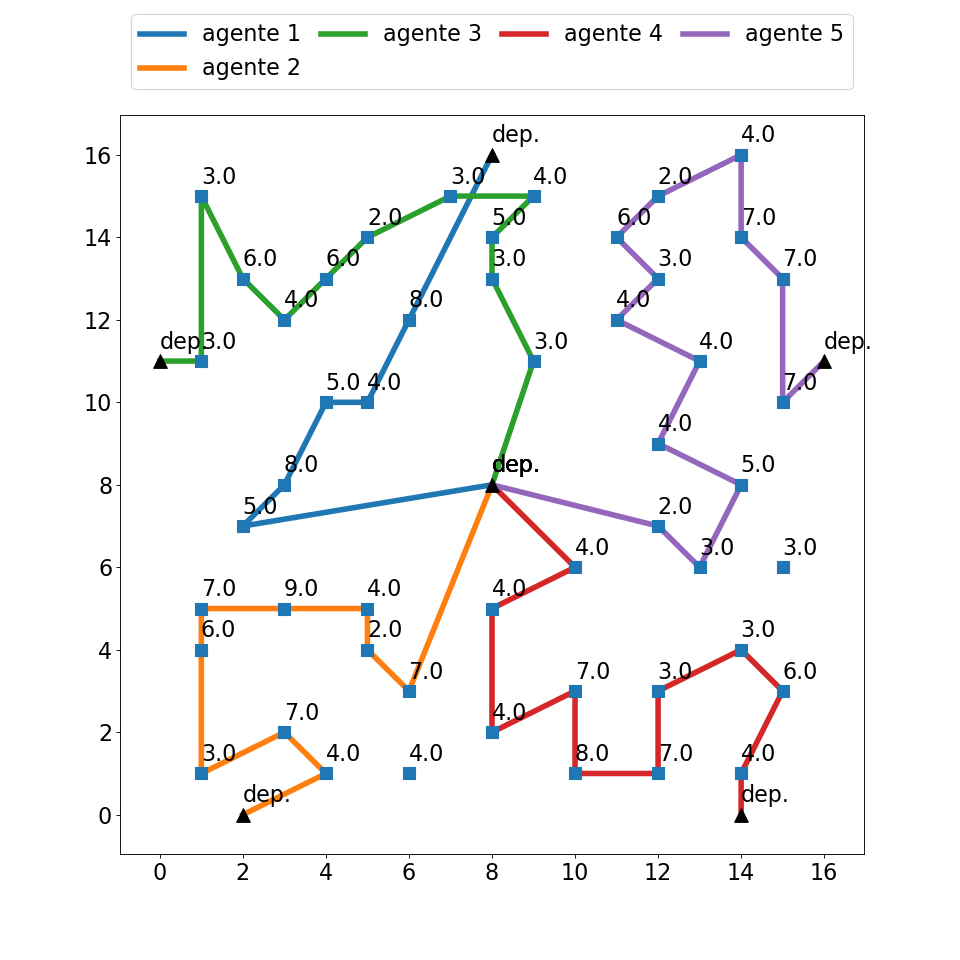 agente 1 agente 3 agente 4 agente 5
agente 2
dep. 4.0
16
3.0 3.0 4.0 2.0
2.0 5.0 6.0 7.0
14
6.0 6.0 3.0 3.0 7.0
4.0 8.0 4.0
12
dep. 3.0 3.0 4.0 dep.
5.0 4.0 7.0
10
4.0
8.0 dep. 5.0
8
5.0 2.0
4.0 3.0 3.0
6
7.0 9.0 4.0 4.0
6.0 2.0 3.0
4
7.0 7.0 3.0 6.0
7.0 4.0
2
3.0 4.0 4.0 8.0 7.0 4.0
dep. dep.
0
0 2 4 6 8 10 12 14 16